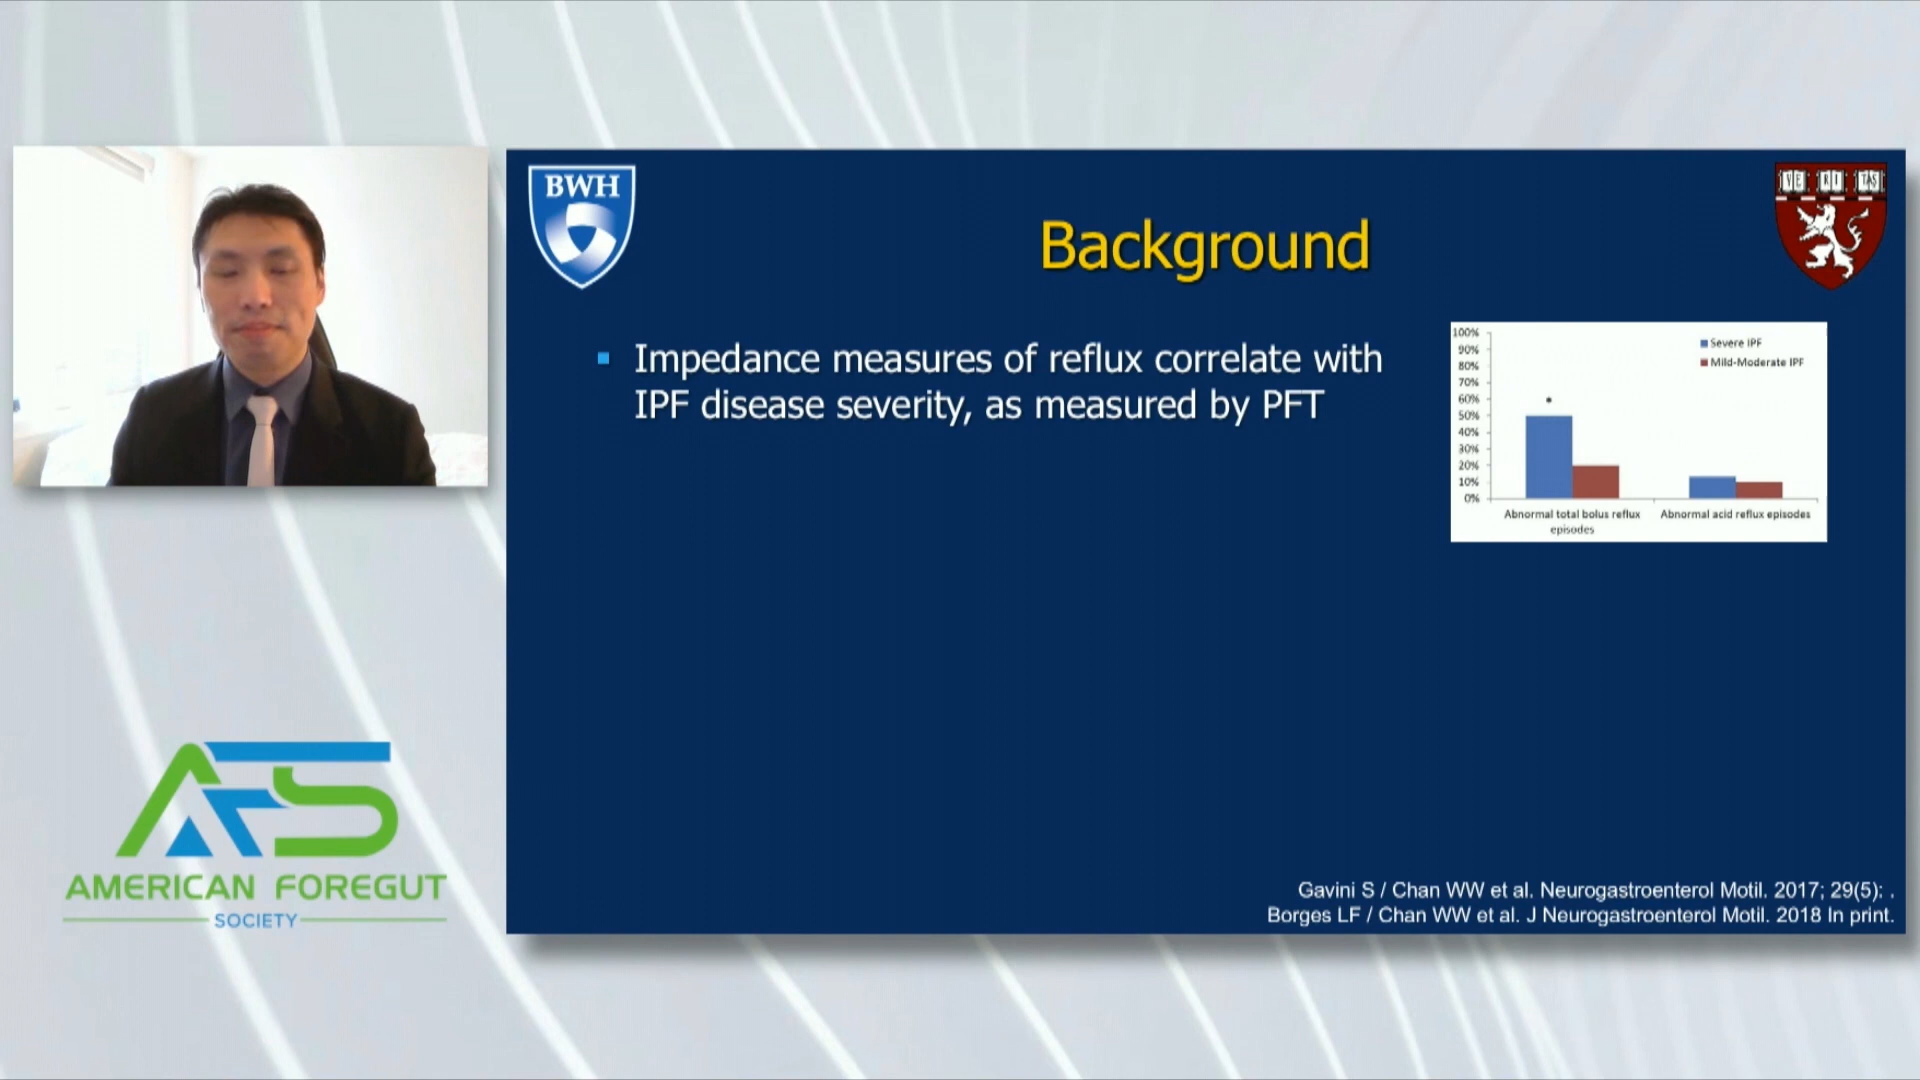 BWH
VE RI TAS
Background
Impedance measures of reflux correlate with
IPF disease severity, as measured by PFT
100%
90%
80%
70%
60%
50%
40%
30%
20%
10%
0%
*
Severe IPF
Mild-Moderate IPF
Abnormal total bolus reflux
episodes
Abnormal acid reflux episodes
Gavini S / Chan WW et al. Neurogastroenterol Motil. 2017; 29(5): .
Borges LF / Chan WW et al. J Neurogastroenterol Motil. 2018 In print.
AFS
AMERICAN FOREGUT
SOCIETY